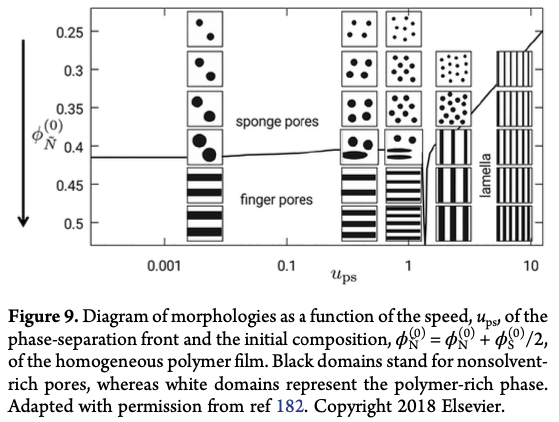 0.25
0.3
0.35
0.4
0.45
0.5
ϕ_Ñ^(0)
sponge pores
finger pores
lamella
0.001 0.1 1 10
u_ps
Figure 9. Diagram of morphologies as a function of the speed, u_ps, of the
phase-separation front and the initial composition, ϕ_Ñ^(0) = ϕ_N^(0) + ϕ_S^(0)/2,
of the homogeneous polymer film. Black domains stand for nonsolvent-
rich pores, whereas white domains represent the polymer-rich phase.
Adapted with permission from ref 182. Copyright 2018 Elsevier.